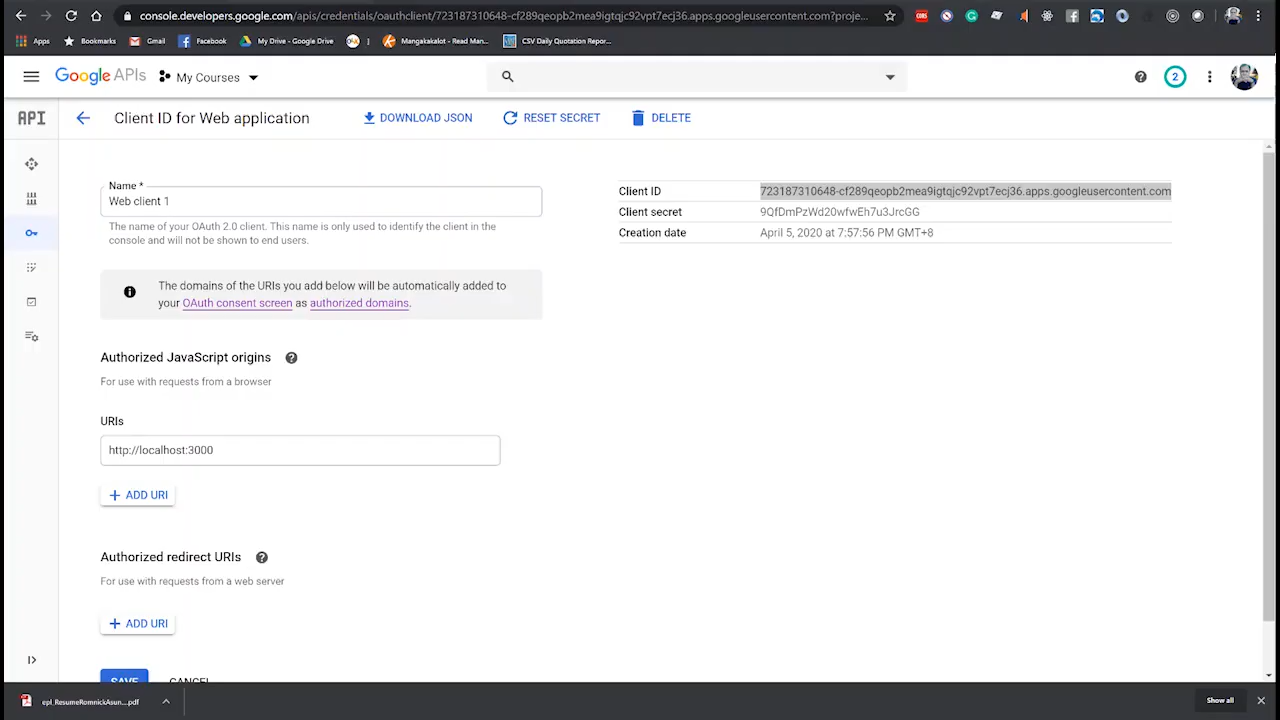 console.developers.google.com/apis/credentials/oauthclient/723187310648-cf289qeopb2mea9igtqjc92vpt7ecj36.apps.googleusercontent.com?proje...
Apps Bookmarks Gmail Facebook My Drive - Google Drive Mangakakalot - Read Man... CSV Daily Quotation Repor...
Google APIs My Courses 2
API Client ID for Web application DOWNLOAD JSON RESET SECRET DELETE
Name *
Web client 1
The name of your OAuth 2.0 client. This name is only used to identify the client in the
console and will not be shown to end users.
Client ID 723187310648-cf289qeopb2mea9igtqjc92vpt7ecj36.apps.googleusercontent.com
Client secret 9QfDmPzWd20wfwEh7u3JrcGG
Creation date April 5, 2020 at 7:57:56 PM GMT+8
The domains of the URIs you add below will be automatically added to
your OAuth consent screen as authorized domains.
Authorized JavaScript origins
For use with requests from a browser
URIs
http://localhost:3000
ADD URI
Authorized redirect URIs
For use with requests from a web server
ADD URI
SAVE CANCEL
epl_ResumeRomnickAsun....pdf Show all